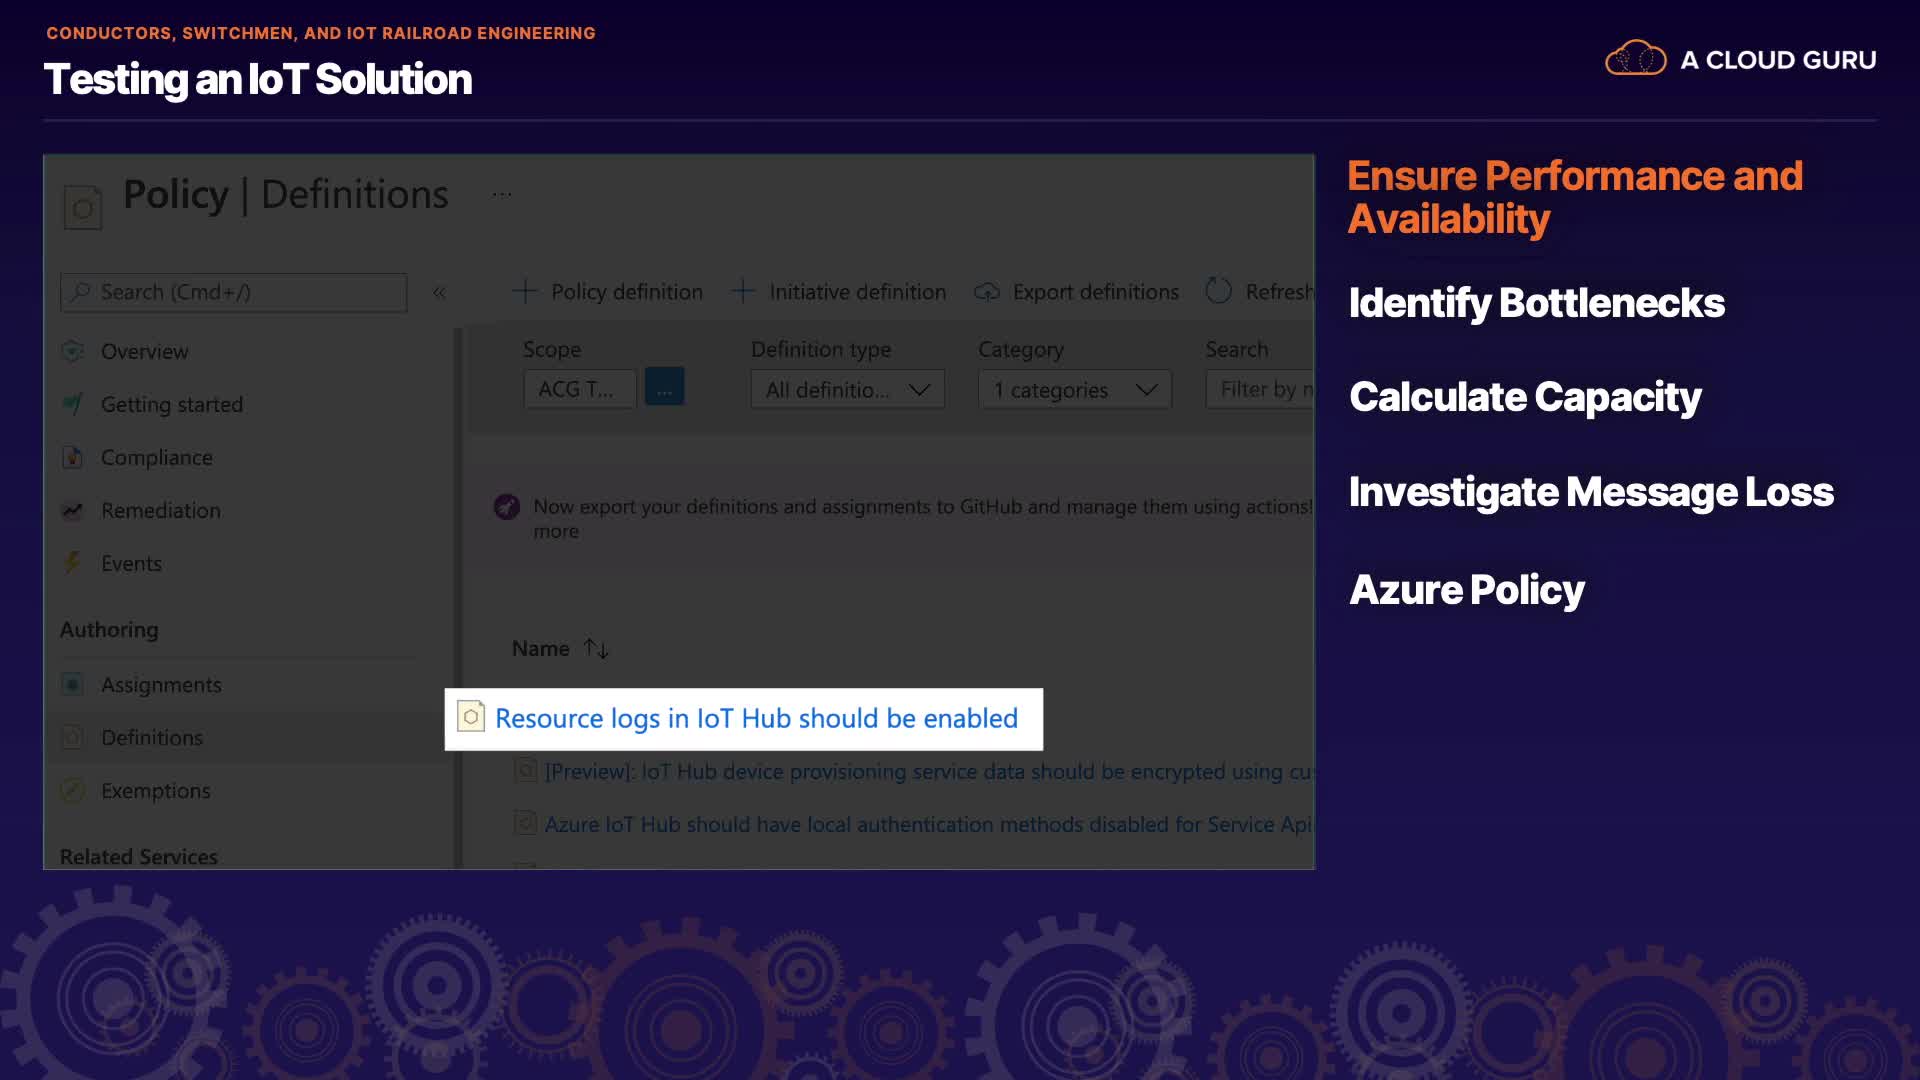 CONDUCTORS, SWITCHMEN, AND IOT RAILROAD ENGINEERING
Testing an IoT Solution
A CLOUD GURU
Policy | Definitions ...
Search (Cmd+/)
«
Policy definition
Initiative definition
Export definitions
Refresh
Scope
Definition type
Category
Search
ACG T...
...
All definitio...
1 categories
Filter by n
Overview
Getting started
Compliance
Remediation
Events
Authoring
Assignments
Definitions
Exemptions
Related Services
Now export your definitions and assignments to GitHub and manage them using actions!
more
Name ↑↓
Resource logs in IoT Hub should be enabled
[Preview]: IoT Hub device provisioning service data should be encrypted using cus
Azure IoT Hub should have local authentication methods disabled for Service Api
Ensure Performance and
Availability
Identify Bottlenecks
Calculate Capacity
Investigate Message Loss
Azure Policy